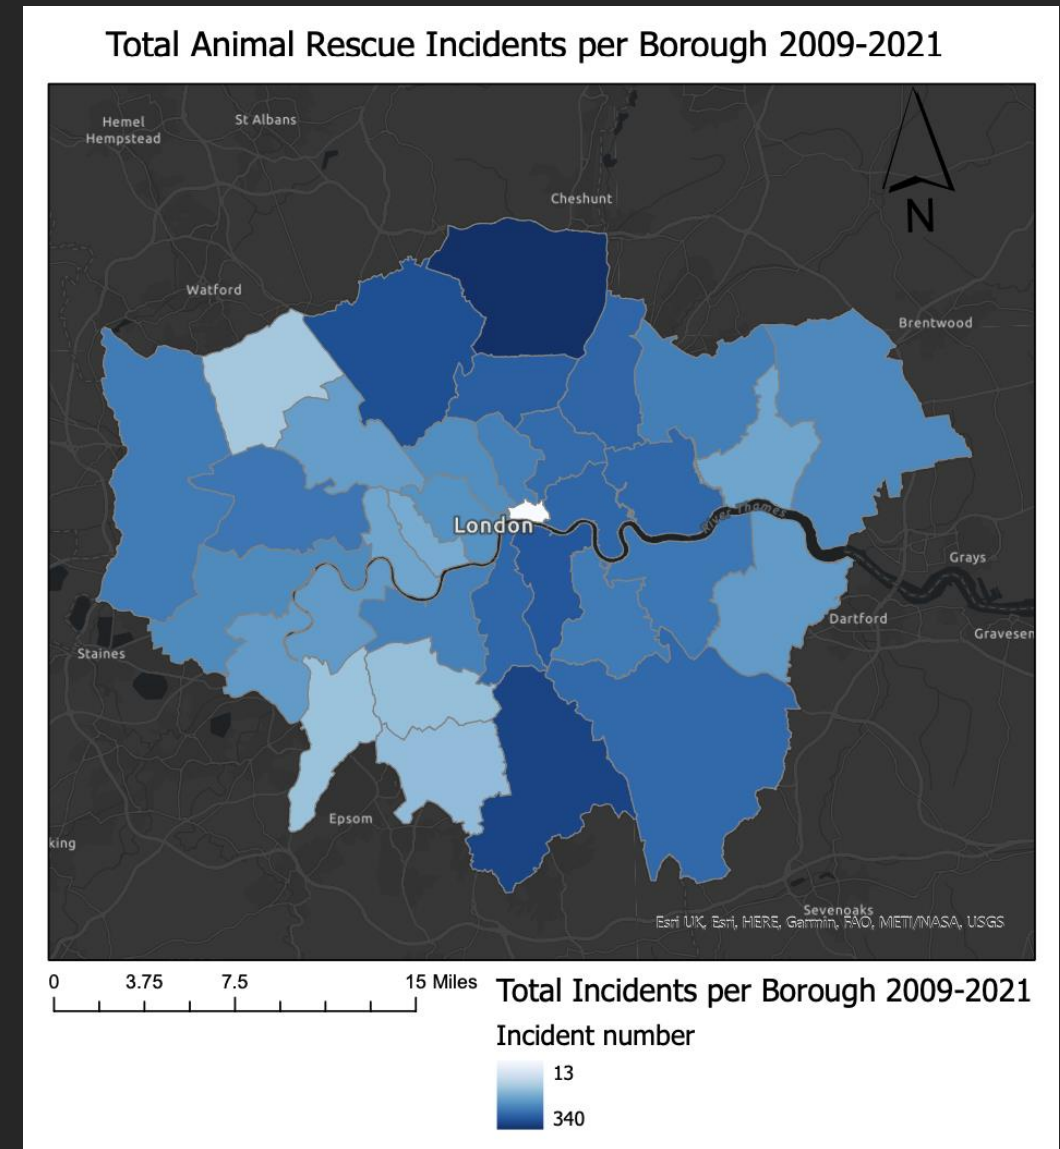 Total Animal Rescue Incidents per Borough 2009-2021
Hemel
Hempstead
St Albans
Cheshunt
N
Watford
Brentwood
London
River Thames
Grays
Dartford
Gravesen
Staines
Epsom
king
Sevenoaks
Esri UK, Esri, HERE, Garmin, FAO, METI/NASA, USGS
0 3.75 7.5 15 Miles
Total Incidents per Borough 2009-2021
Incident number
13
340